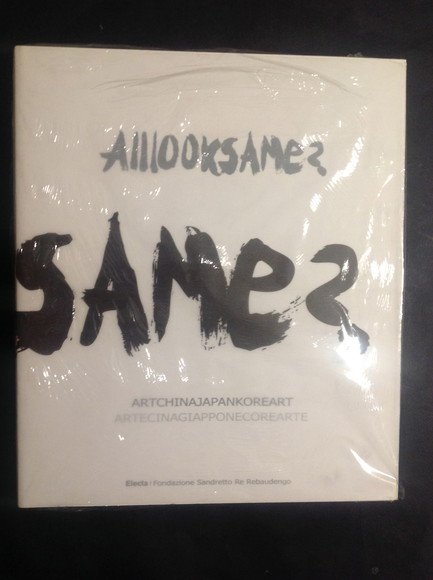 AllloOKSAMe?
SAMe?
ARTCHINAJAPANKOREART
ARTECINAGIAPPONECOREARTE
Electa / Fondazione Sandretto Re Rebaudengo